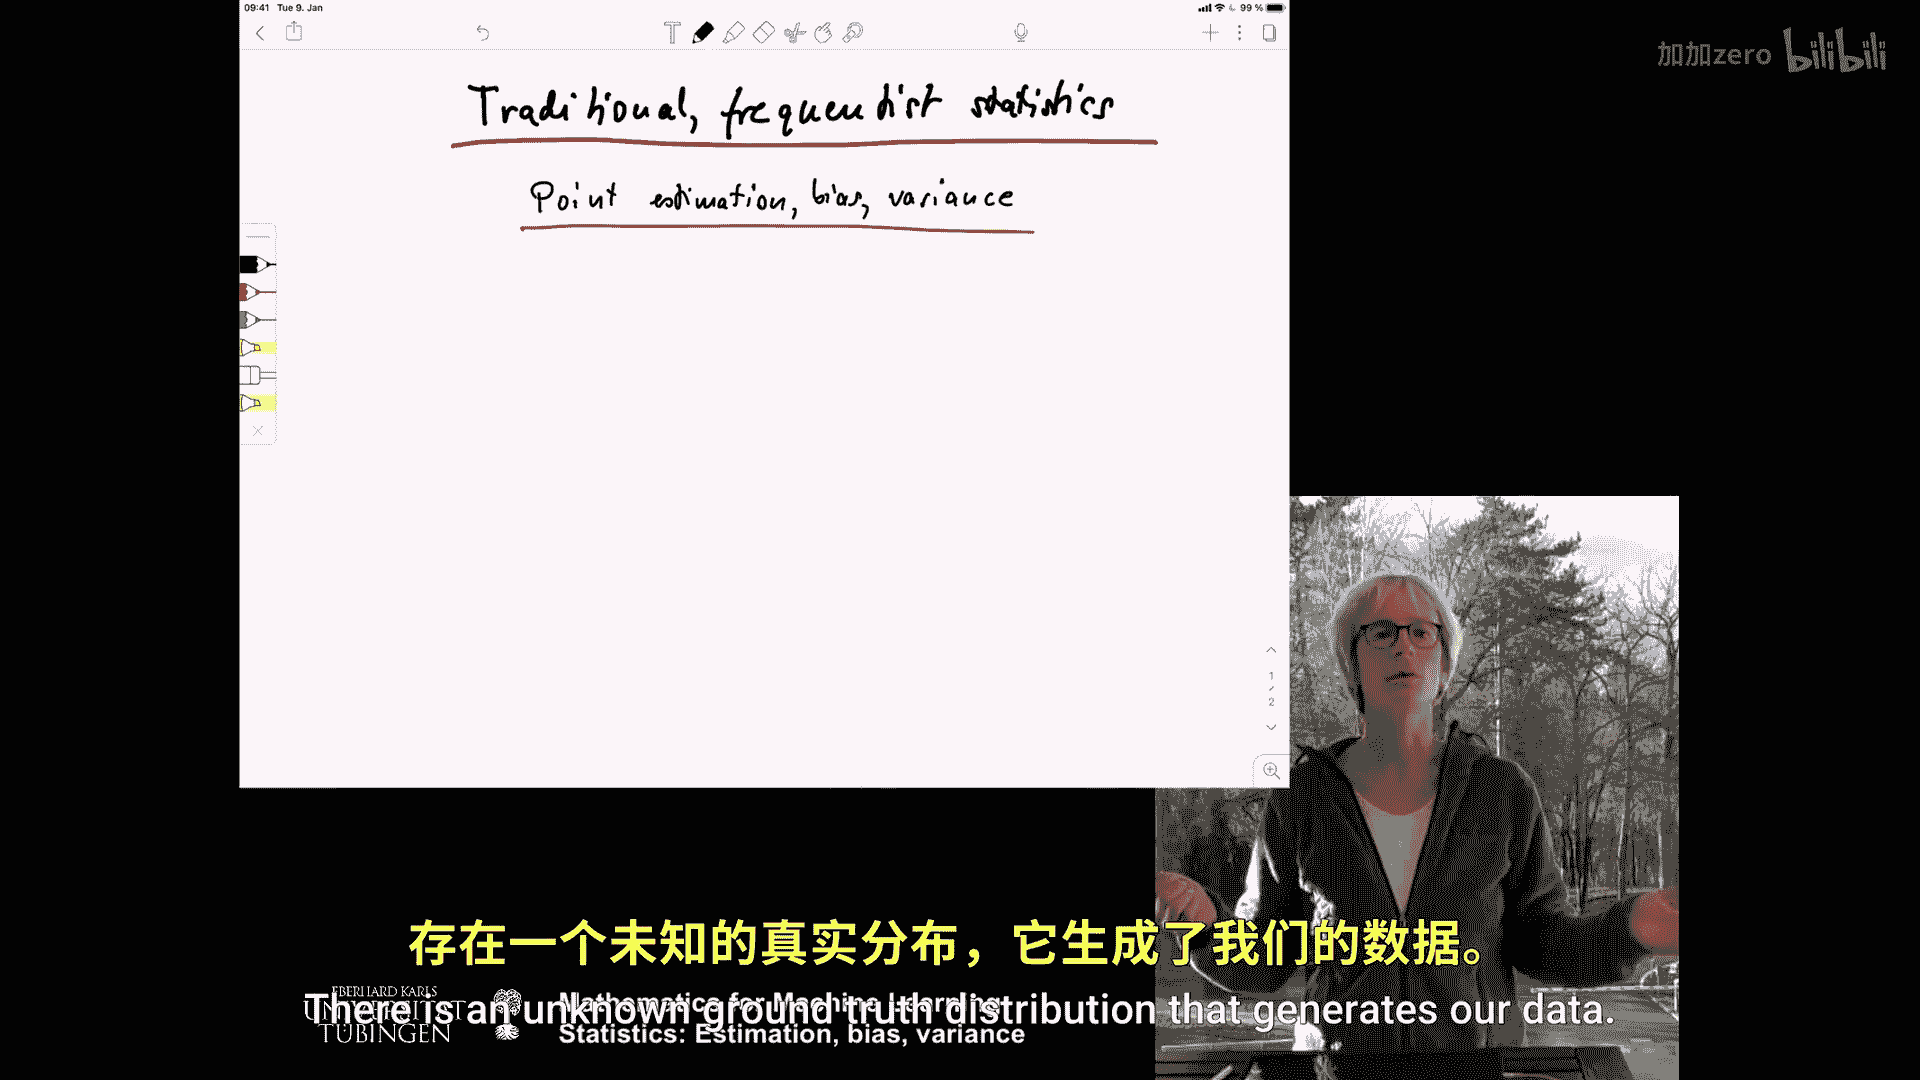 09:41 Tue 9. Jan
99 %
加加zero bilibili
Traditional, frequentist statistics
Point estimation, bias, variance
1
2
存在一个未知的真实分布，它生成了我们的数据。
There is an unknown ground truth distribution that generates our data.
EBERHARD KARLS
UNIVERSITÄT
TÜBINGEN
Mathematics for Machine Learning
Statistics: Estimation, bias, variance